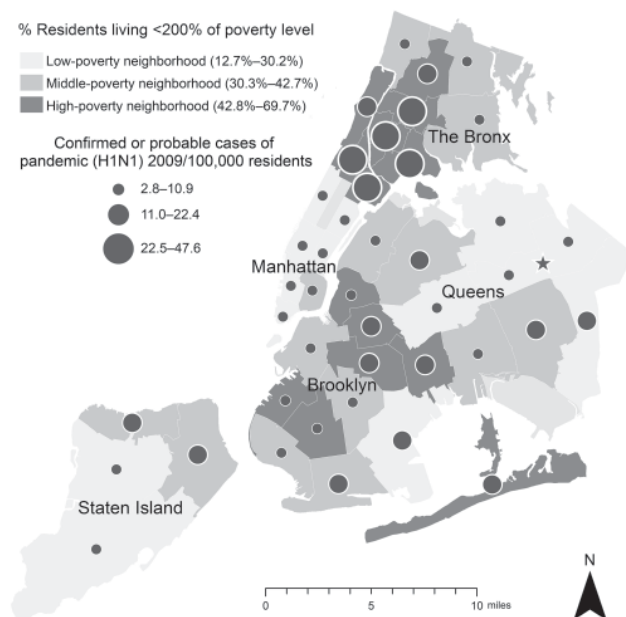 % Residents living <200% of poverty level
Low-poverty neighborhood (12.7%–30.2%)
Middle-poverty neighborhood (30.3%–42.7%)
High-poverty neighborhood (42.8%–69.7%)
Confirmed or probable cases of
pandemic (H1N1) 2009/100,000 residents
2.8–10.9
11.0–22.4
22.5–47.6
The Bronx
Manhattan
Queens
Brooklyn
Staten Island
N
0 5 10 miles